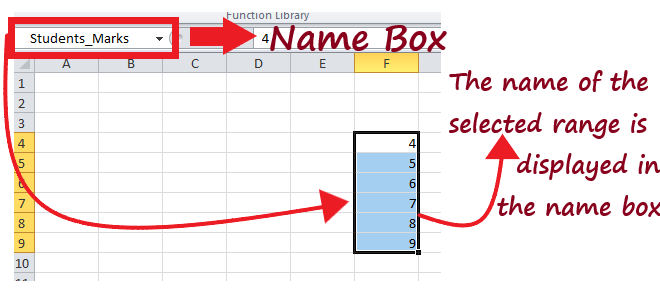 Function Library
Students_Marks 4 Name Box
A B C D E F
1
2
3
4 4
5 5
6 6
7 7
8 8
9 9
10
The name of the
selected range is
displayed in
the name box